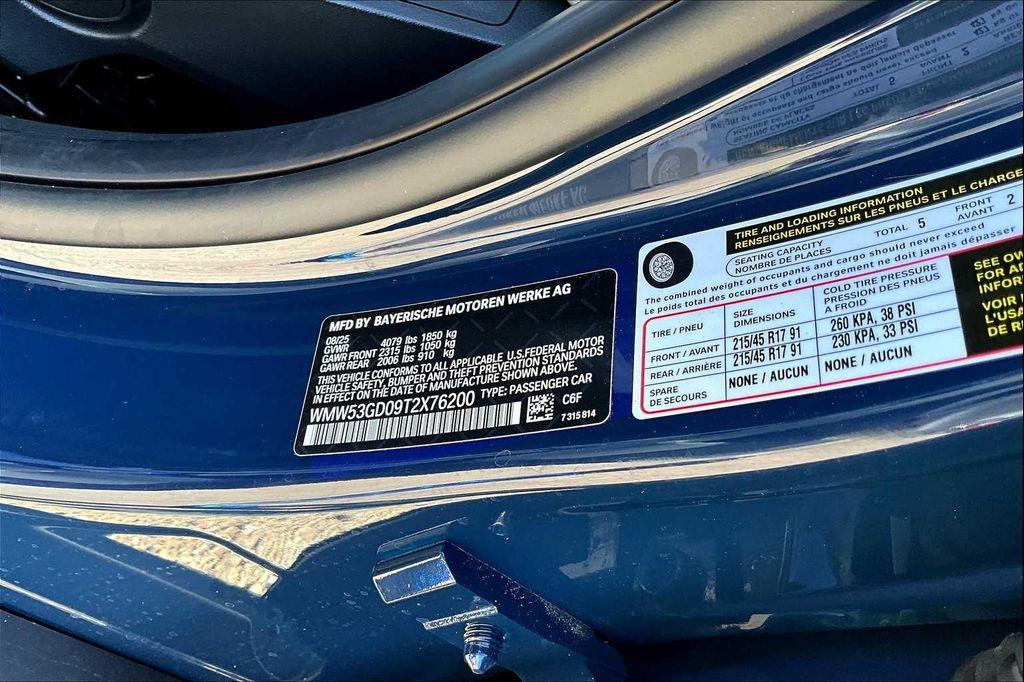 MFD BY BAYERISCHE MOTOREN WERKE AG
08/25
GVWR 4079 lbs 1850 kg
GAWR FRONT 2315 lbs 1050 kg
GAWR REAR 2006 lbs 910 kg
THIS VEHICLE CONFORMS TO ALL APPLICABLE U.S.FEDERAL MOTOR
VEHICLE SAFETY, BUMPER AND THEFT PREVENTION STANDARDS
IN EFFECT ON THE DATE OF MANUFACTURE SHOWN ABOVE.
WMW53GD09T2X76200 TYPE: PASSENGER CAR
C6F
7315814
TIRE AND LOADING INFORMATION
RENSEIGNEMENTS SUR LES PNEUS ET LE CHARGE
SEATING CAPACITY
NOMBRE DE PLACES
TOTAL 5
FRONT
AVANT 2
The combined weight of occupants and cargo should never exceed
Le poids total des occupants et du chargement ne doit jamais dépasser
TIRE / PNEU
SIZE
DIMENSIONS
COLD TIRE PRESSURE
PRESSION DES PNEUS
A FROID
FRONT / AVANT 215/45 R17 91 260 KPA, 38 PSI
REAR / ARRIÈRE 215/45 R17 91 230 KPA, 33 PSI
SPARE
DE SECOURS
NONE / AUCUN NONE / AUCUN
SEE OW
FOR AD
INFOR
VOIR
L'USA
DE RE